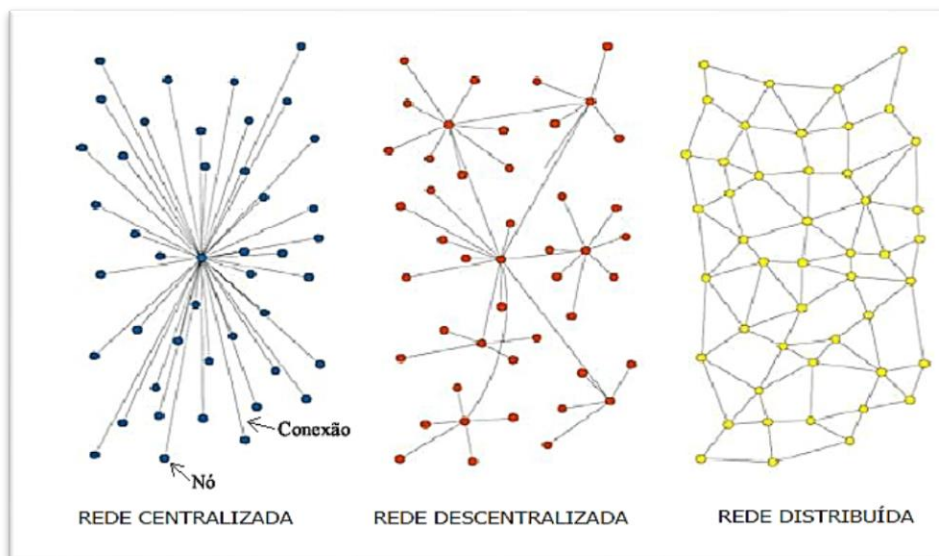 Conexão
Nó
REDE CENTRALIZADA
REDE DESCENTRALIZADA
REDE DISTRIBUÍDA